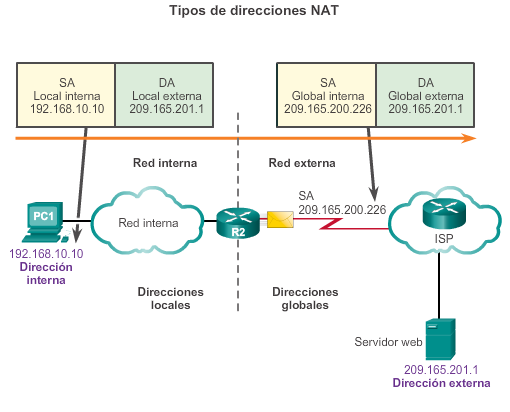 Tipos de direcciones NAT
SA
Local interna
192.168.10.10
DA
Local externa
209.165.201.1
SA
Global interna
209.165.200.226
DA
Global externa
209.165.201.1
Red interna
Red externa
PC1
Red interna
R2
SA
209.165.200.226
ISP
192.168.10.10
Dirección
interna
Direcciones
locales
Direcciones
globales
Servidor web
209.165.201.1
Dirección externa